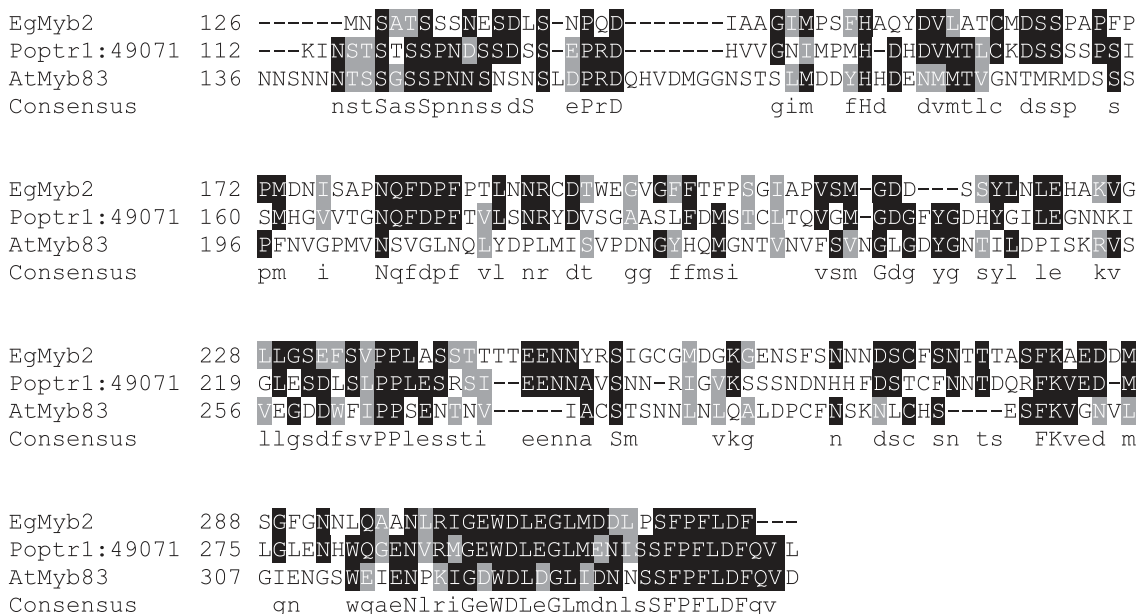 EgMyb2 126 ------MNSATSSSNESDLS-NPQD-------IAAGIMPSFHAQYDVLATCMDSSPAPFP
Poptr1:49071 112 ---KINSTSTSSPNDSSDSS-EPRD-------HVVGNIMPMH-DHDVMTLCKDSSSSPSI
AtMyb83 136 NNSNNNTSSGSSPNNSNSNSLDPRDQHVDMGGNSTSLMDDYHHDENMMTVGNTMRMDSSS
Consensus nstSasSpnnssdS ePrD gim fHd dvmtlc dssp s
EgMyb2 172 PMDNISAPNQFDPFPTLNNRCDTWEGVGFFTFPSGIAPVSM-GDD---SSYLNLEHAKVG
Poptr1:49071 160 SMHGVVTGNQFDPFTVLSNRYDVSGAASLFDMSTCLTQVGM-GDGFYGDHYGILEGNNKI
AtMyb83 196 PFNVGPMVNSVGLNQLYDPLMISVPDNGYHQMGNTVNVFSVNGLGDYGNTILDPISKRVS
Consensus pm i Nqfdpf vl nr dt gg ffmsi vsm Gdg yg syl le kv
EgMyb2 228 LLGSEFSVPPLASSTTTTEENNYRSIGCGMDGKGENSFSNNNDSCFSNTTTASFKAEDDM
Poptr1:49071 219 GLESDLSLPPLESRSI--EENNAVSNN-RIGVKSSSNDNHHFDSTCFNNTDQRFKVED-M
AtMyb83 256 VEGDDWFIPPSENTNV-----IACSTSNNLNLQALDPCFNSKNLCHS----ESFKVGNVL
Consensus llgsdfsvPPlessti eenna Sm vkg n dsc sn ts FKved m
EgMyb2 288 SGFGNNLQAANLRIGEWDLEGLMDDLPSFPFLDF---
Poptr1:49071 275 LGLENHWQGENVRMGEWDLEGLMENISSFPFLDFQVL
AtMyb83 307 GIENGSWEIENPKIGDWDLDGLIDNNSSFPFLDFQVD
Consensus gn wqaeNlriGeWDLeGLmdnlsSFPFLDFqv